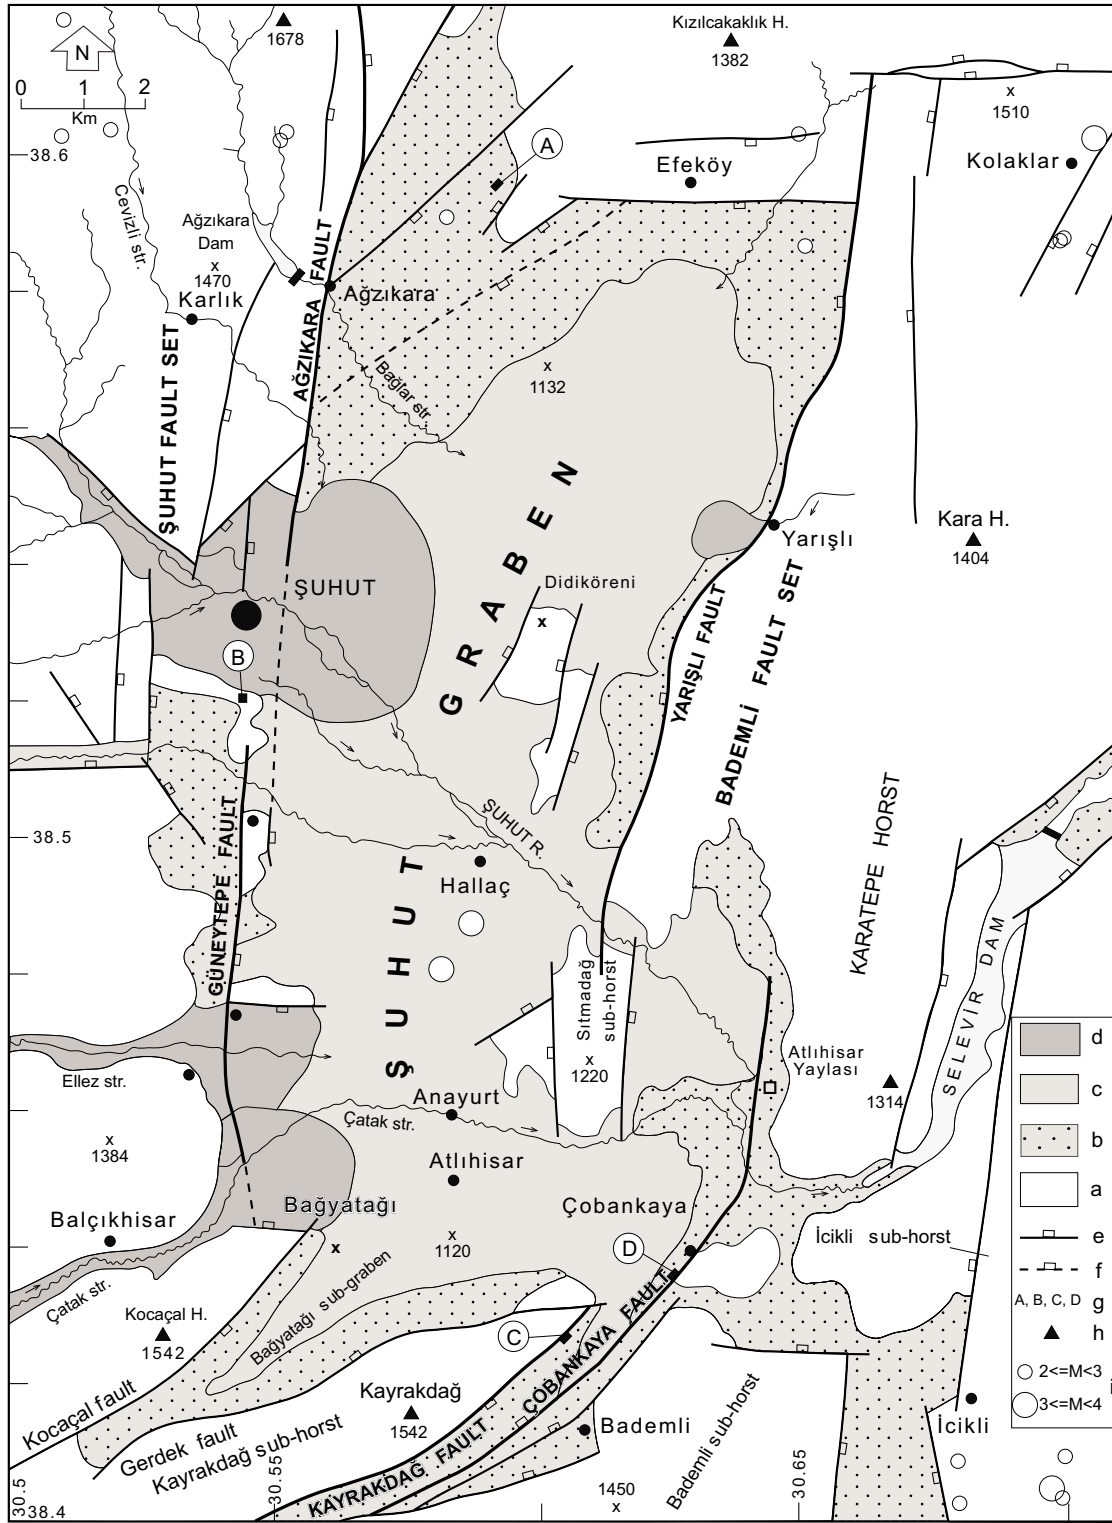 Kızılcakaklık H.
1382
1678
N
0 1 2
Km
1510
38.6
A
Efeköy
Kolaklar
Cevizli str.
Ağzıkara
Dam
x
1470
Karlık
Ağzıkara
AĞZIKARA FAULT
ŞUHUT FAULT SET
Bağlar str.
x
1132
GRABEN
Kara H.
1404
Yarışlı
Didiköreni
x
ŞUHUT
B
YARIŞLI FAULT
BADEMLİ FAULT SET
38.5
ŞUHUT R.
GÜNEYTEPE FAULT
Hallaç
ŞUHUT
KARATEPE HORST
SELEVİR DAM
Sıtmadağ
sub-horst
x
1220
Atlıhisar
Yaylası
1314
Ellez str.
Anayurt
Çatak str.
x
1384
Atlıhisar
Bağyatağı
x
Balçıkhisar
x
1120
Çobankaya
D
İcikli sub-horst
Çatak str.
Bağyatağı sub-graben
Kocaçal H.
1542
C
Kayrakdağ
1542
ÇOBANKAYA FAULT
KAYRAKDAĞ FAULT
Kocaçal fault
Gerdek fault
Kayrakdağ sub-horst
Bademli
Bademli sub-horst
İcikli
1450
x
30.5
38.4
30.55
30.65
d
c
b
a
e
f
A, B, C, D g
h
2<=M<3
i
3<=M<4